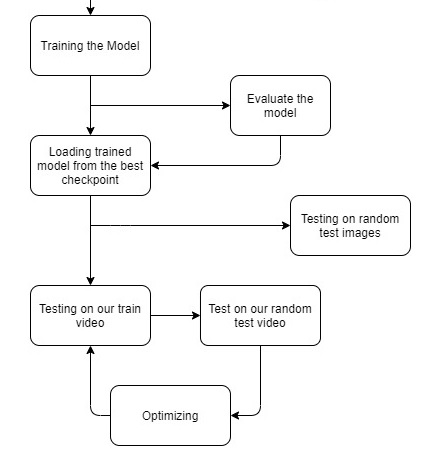 Training the Model
Evaluate the
model
Loading trained
model from the best
checkpoint
Testing on random
test images
Testing on our train
video
Test on our random
test video
Optimizing